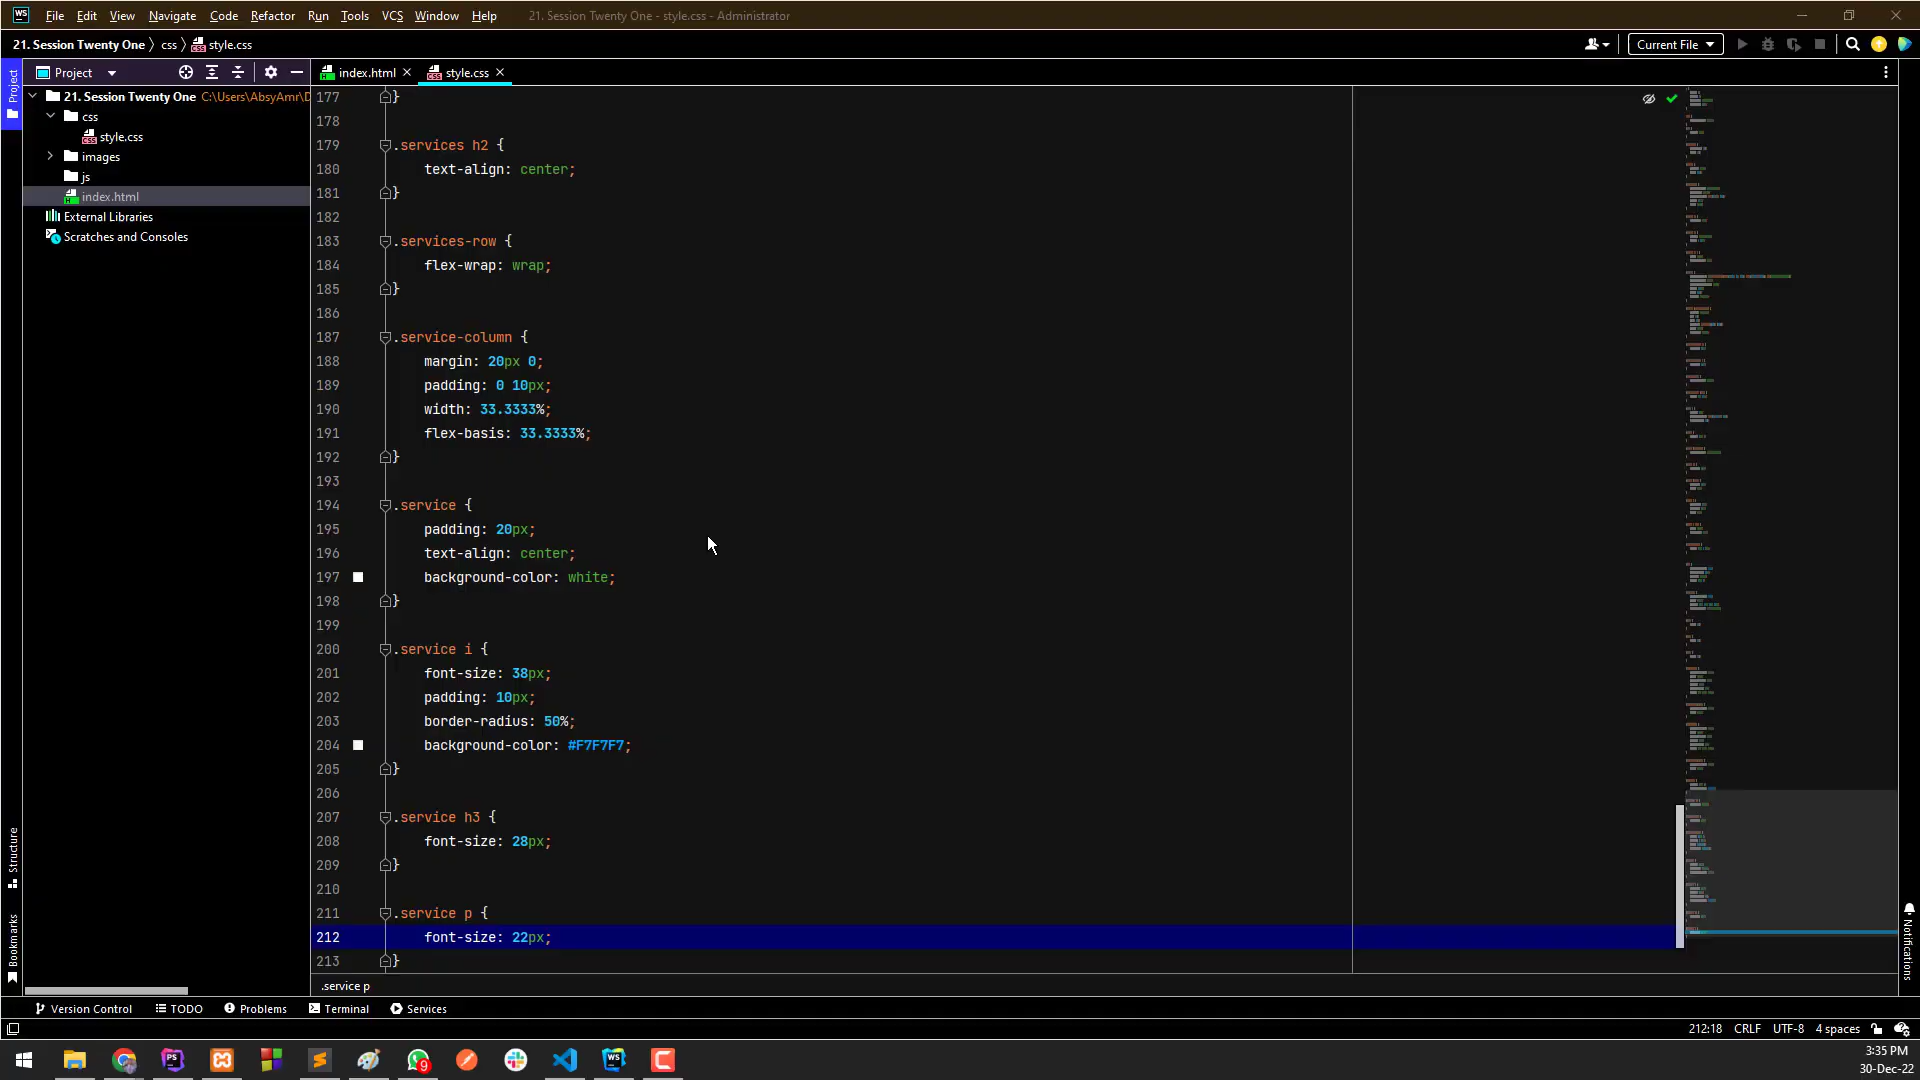 WS File Edit View Navigate Code Refactor Run Tools VCS Window Help 21. Session Twenty One - style.css - Administrator
21. Session Twenty One css style.css Current File
Project index.html style.css
Project
21. Session Twenty One C:\Users\AbsyAmr\D
css
style.css
images
js
index.html
External Libraries
Scratches and Consoles
177 }
178
179 .services h2 {
180 text-align: center;
181 }
182
183 .services-row {
184 flex-wrap: wrap;
185 }
186
187 .service-column {
188 margin: 20px 0;
189 padding: 0 10px;
190 width: 33.3333%;
191 flex-basis: 33.3333%;
192 }
193
194 .service {
195 padding: 20px;
196 text-align: center;
197 background-color: white;
198 }
199
200 .service i {
201 font-size: 38px;
202 padding: 10px;
203 border-radius: 50%;
204 background-color: #F7F7F7;
205 }
206
207 .service h3 {
208 font-size: 28px;
209 }
210
211 .service p {
212 font-size: 22px;
213 }
Structure
Bookmarks
Notifications
.service p
Version Control TODO Problems Terminal Services
212:18 CRLF UTF-8 4 spaces
PS 9 WS
3:35 PM
30-Dec-22